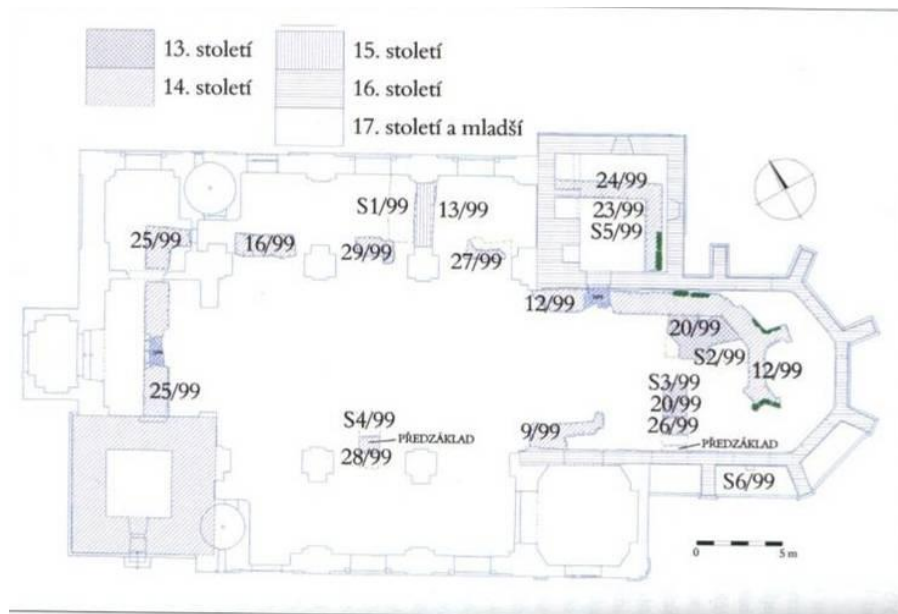 13. století
14. století
15. století
16. století
17. století a mladší
24/99
23/99
S5/99
S1/99
13/99
25/99
16/99
29/99
27/99
12/99
20/99
S2/99
12/99
25/99
S3/99
20/99
26/99
S4/99
PŘEDZÁKLAD
28/99
9/99
PŘEDZÁKLAD
S6/99
0 5 m